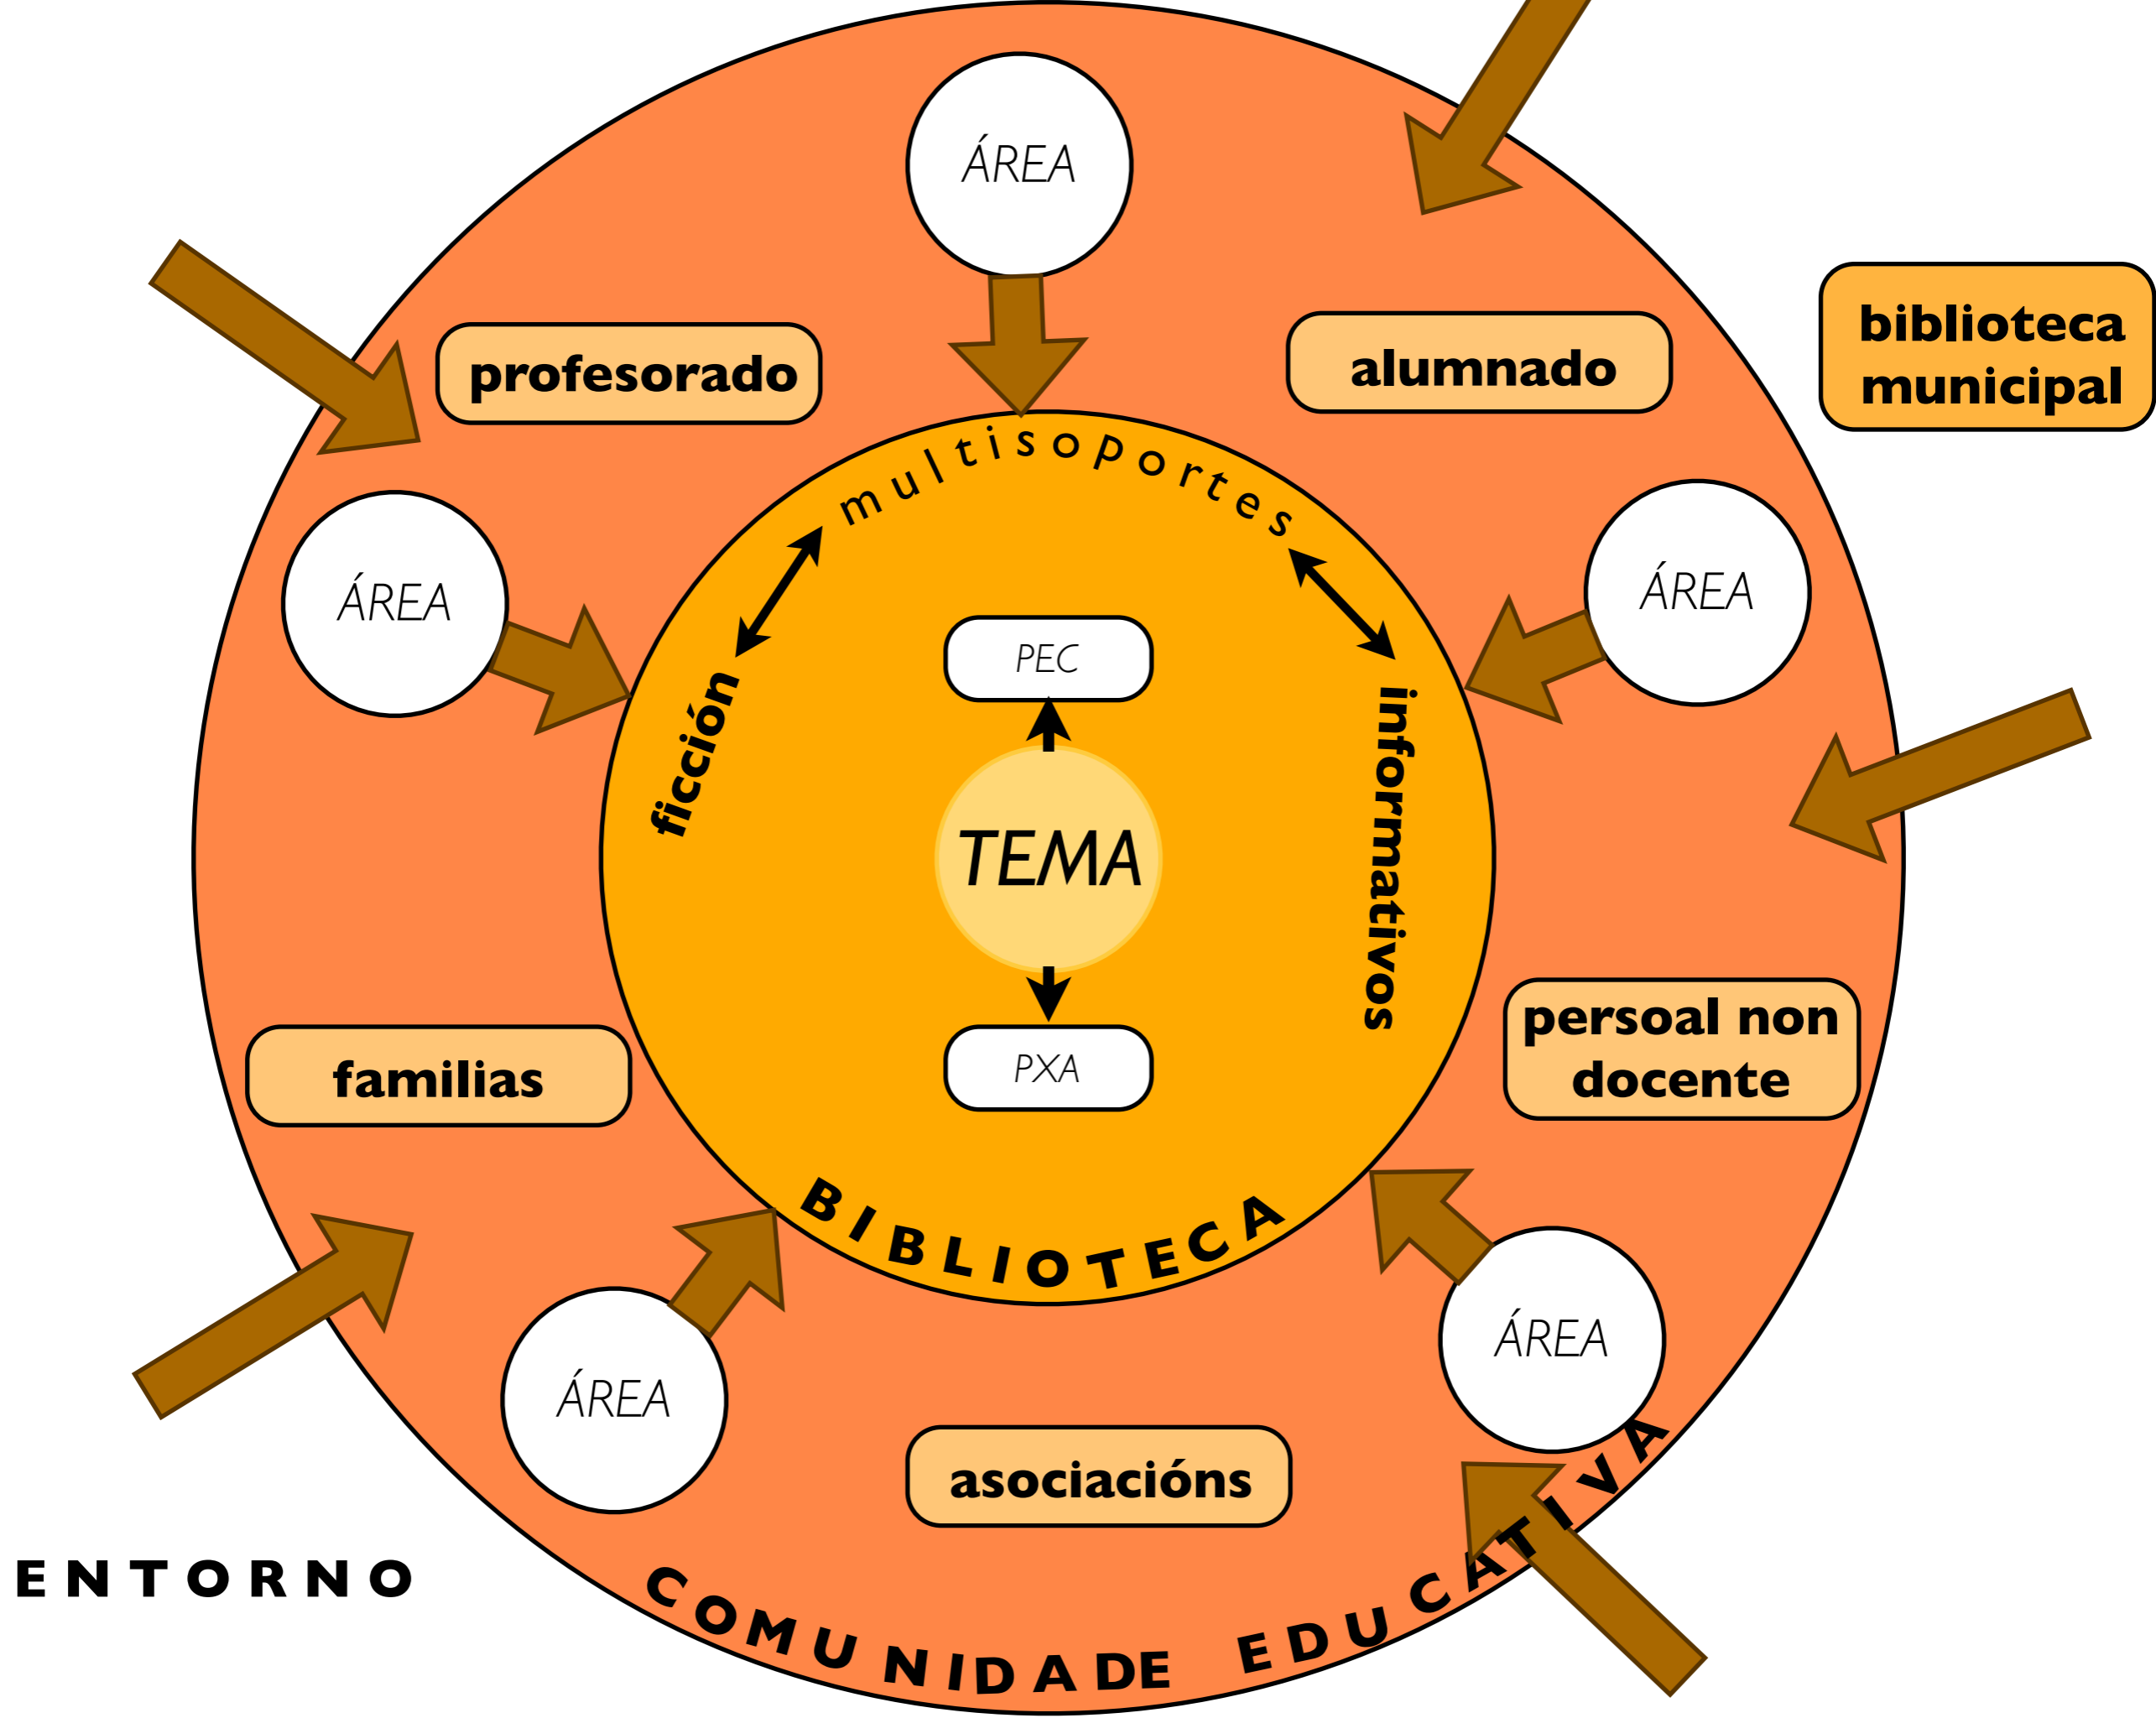 ÁREA
profesorado
alumnado
biblioteca
municipal
multisoportes
ÁREA
ÁREA
PEC
ficción
informativos
TEMA
PXA
familias
persoal non
docente
BIBLIOTECA
ÁREA
ÁREA
asociacións
ENTORNO
COMUNIDADE EDUCATIVA